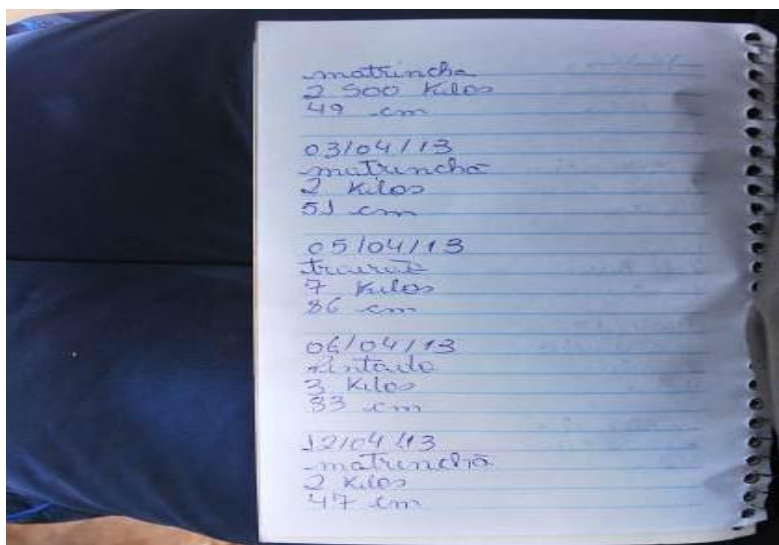 matrincha
2 500 Kilos
49 cm
03/04/13
matrinchã
2 Kilos
51 cm
05/04/13
trairão
7 Kilos
86 cm
06/04/13
Pintado
3 Kilos
83 cm
12/04/13
matrinchã
2 Kilos
47 cm